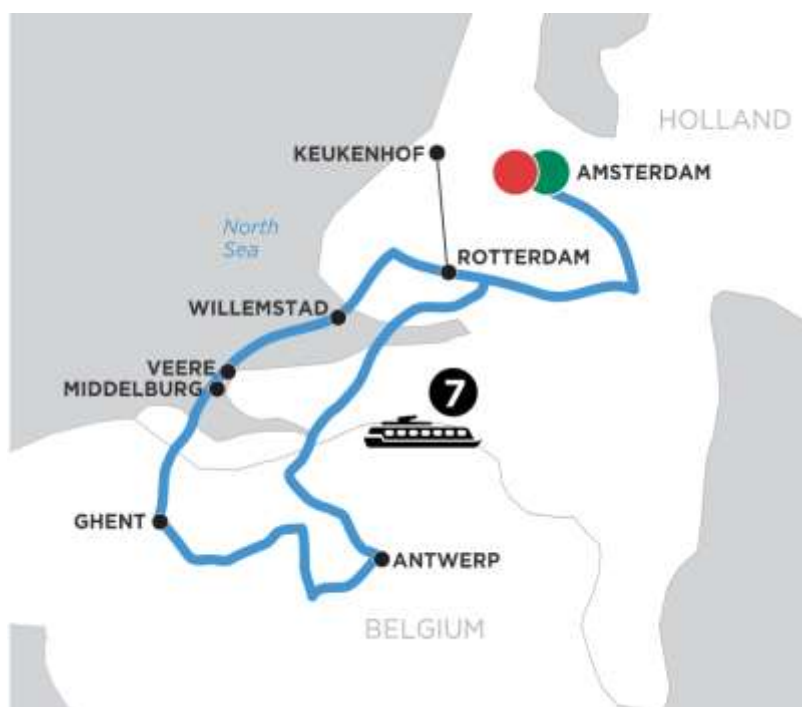 HOLLAND
KEUKENHOF
AMSTERDAM
North
Sea
ROTTERDAM
WILLEMSTAD
VEERE
MIDDELBURG
7
GHENT
ANTWERP
BELGIUM